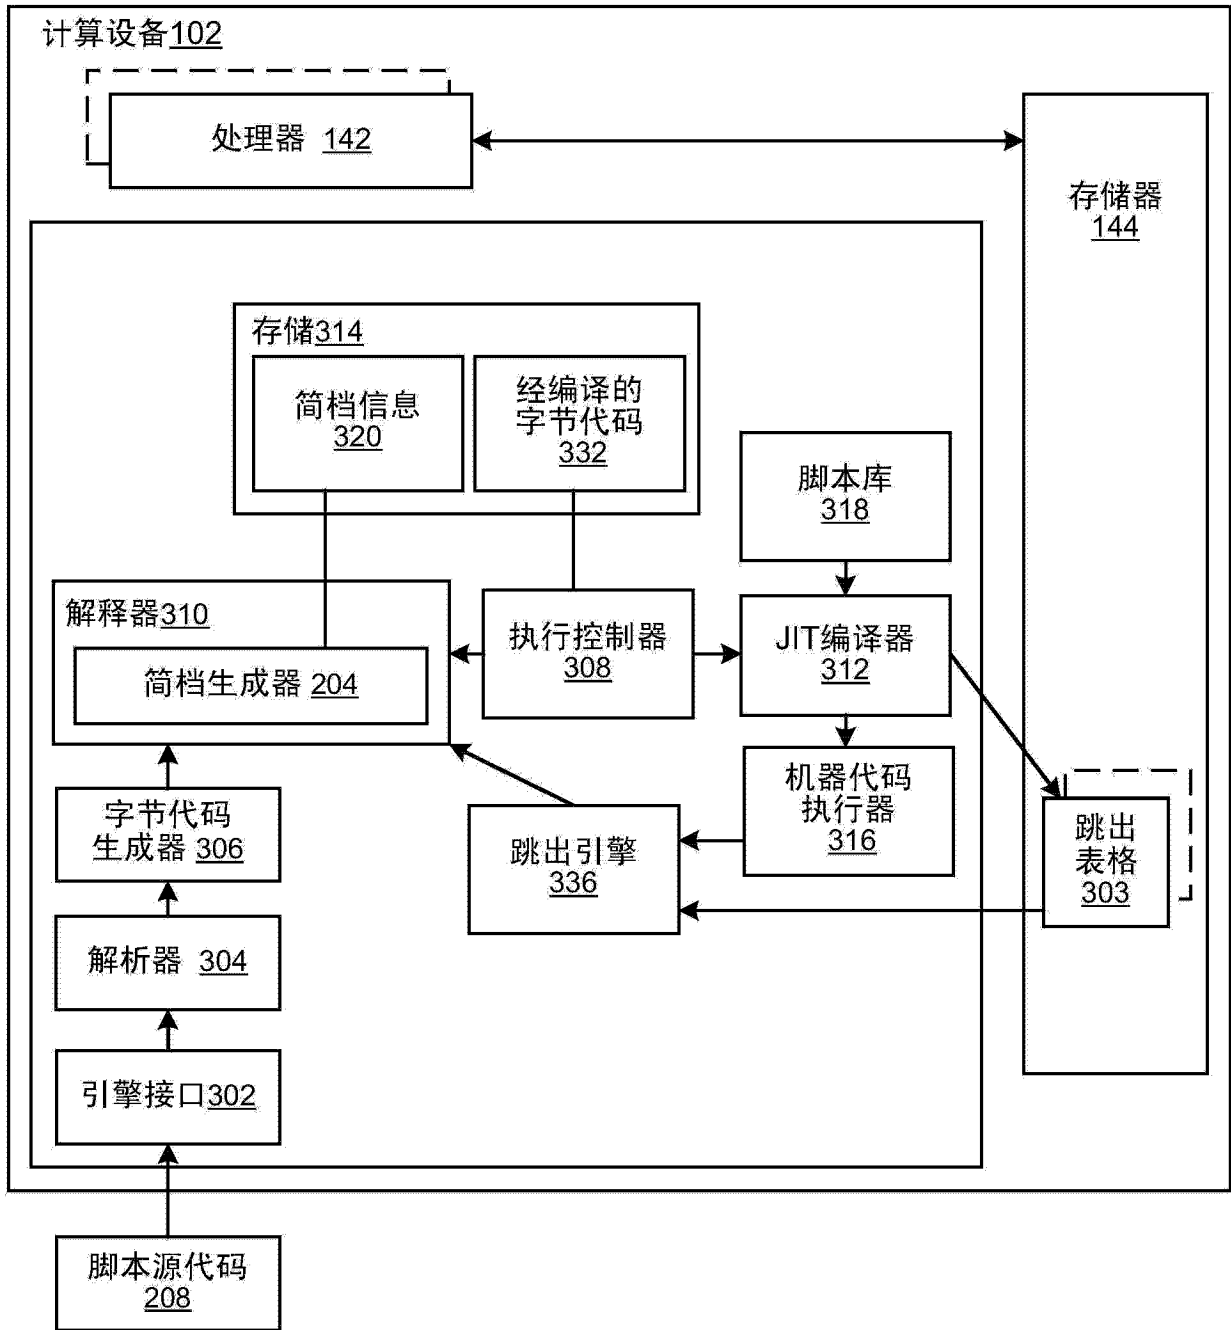 计算设备102
处理器 142
存储器
144
存储314
简档信息
320
经编译的
字节代码
332
脚本库
318
解释器310
简档生成器 204
执行控制器
308
JIT编译器
312
字节代码
生成器 306
跳出引擎
336
机器代码
执行器
316
跳出
表格
303
解析器 304
引擎接口302
脚本源代码
208